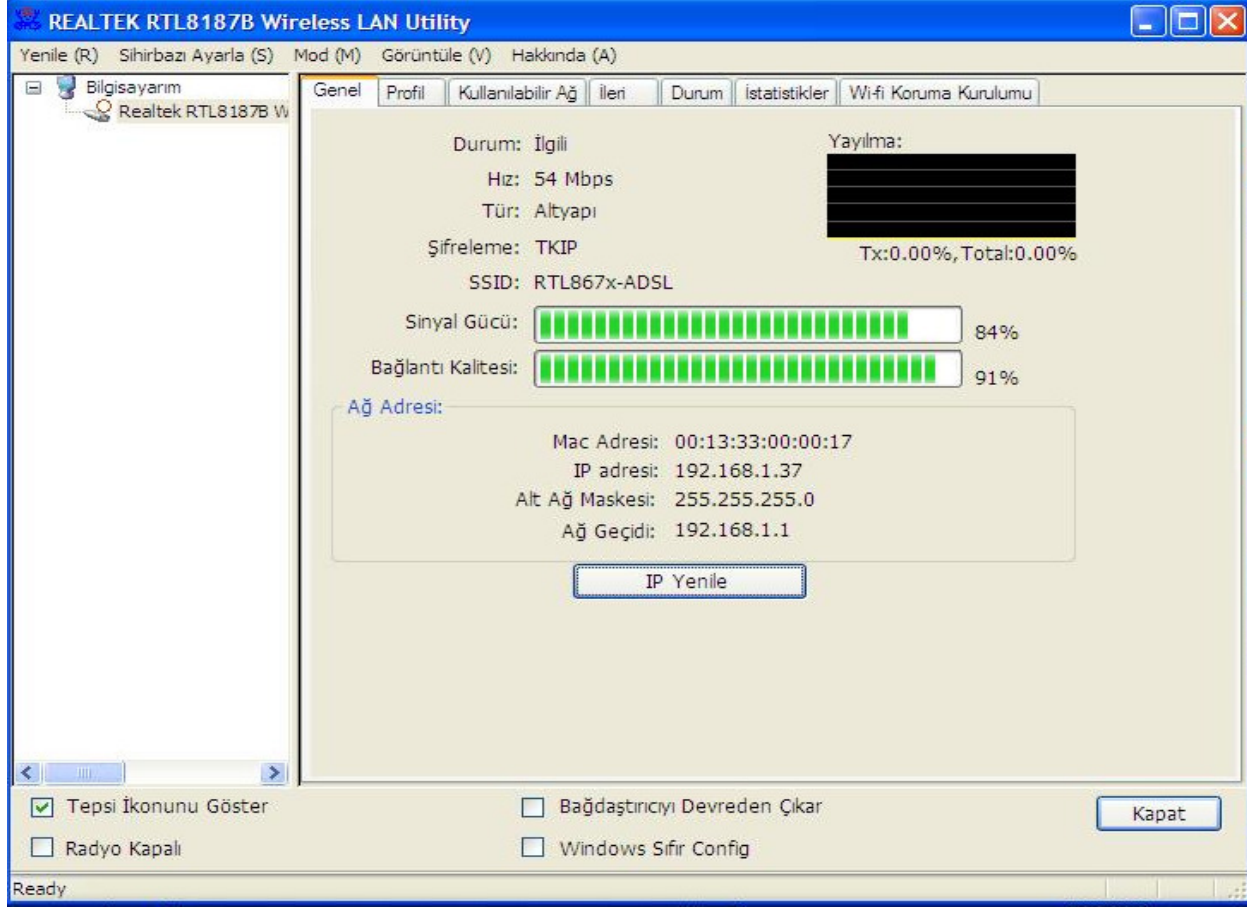 REALTEK RTL8187B Wireless LAN Utility
Yenile (R) Sihirbazı Ayarla (S) Mod (M) Görüntüle (V) Hakkında (A)
Bilgisayarım
Realtek RTL8187B W
Genel Profil Kullanılabilir Ağ İleri Durum İstatistikler Wi-fi Koruma Kurulumu
Durum: İlgili
Hız: 54 Mbps
Tür: Altyapı
Şifreleme: TKIP
SSID: RTL867x-ADSL
Yayılma:
Tx:0.00%,Total:0.00%
Sinyal Gücü: 84%
Bağlantı Kalitesi: 91%
Ağ Adresi:
Mac Adresi: 00:13:33:00:00:17
IP adresi: 192.168.1.37
Alt Ağ Maskesi: 255.255.255.0
Ağ Geçidi: 192.168.1.1
IP Yenile
Tepsi İkonunu Göster Bağdaştırıcıyı Devreden Çıkar Kapat
Radyo Kapalı Windows Sıfır Config
Ready